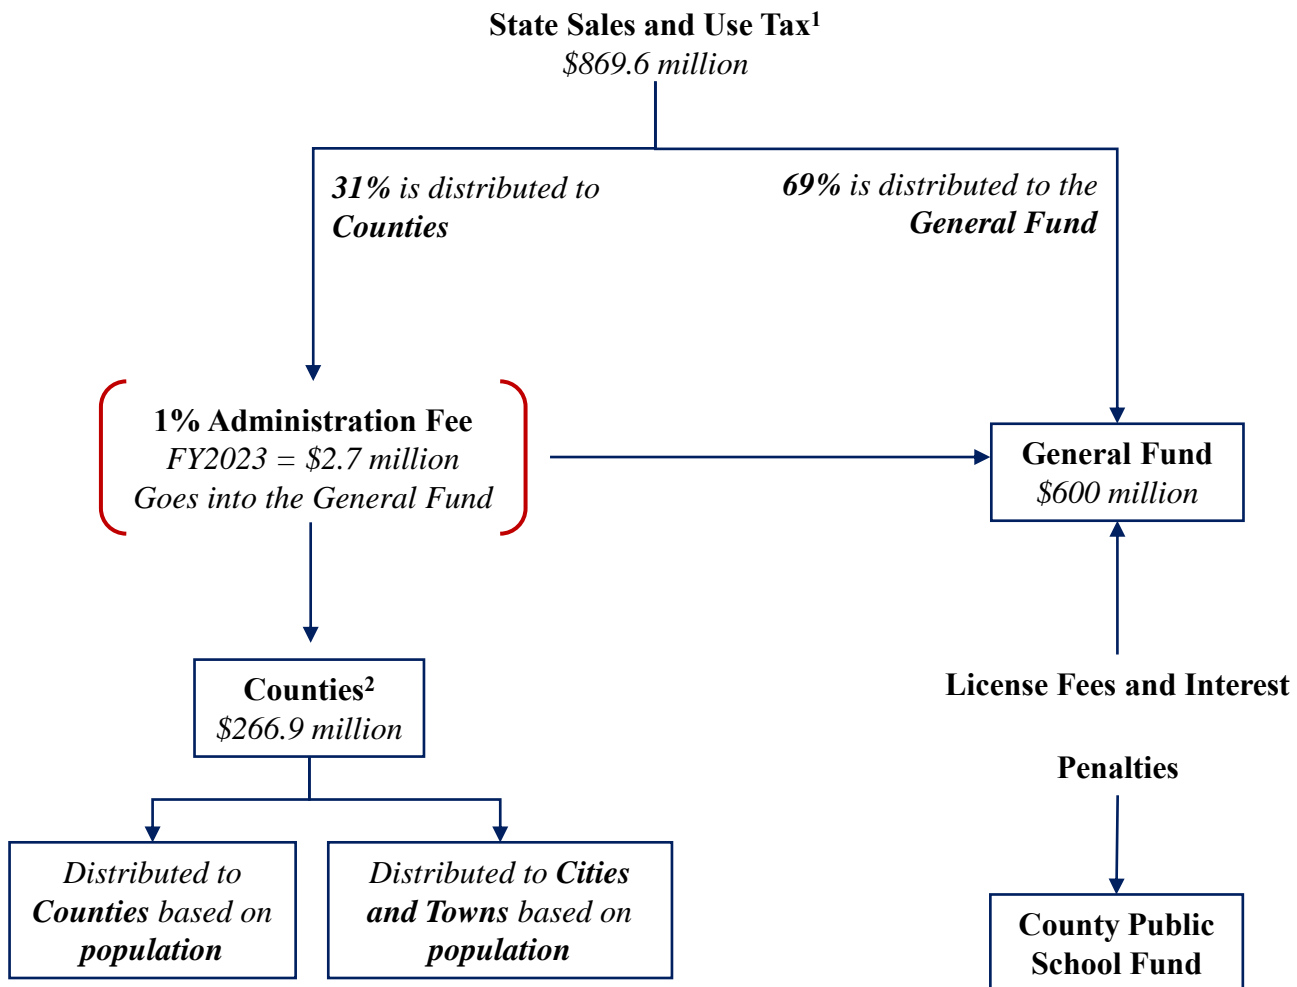 State Sales and Use Tax¹
$869.6 million
31% is distributed to
Counties
69% is distributed to the
General Fund
1% Administration Fee
FY2023 = $2.7 million
Goes into the General Fund
General Fund
$600 million
Counties²
$266.9 million
License Fees and Interest
Penalties
Distributed to
Counties based on
population
Distributed to Cities
and Towns based on
population
County Public
School Fund